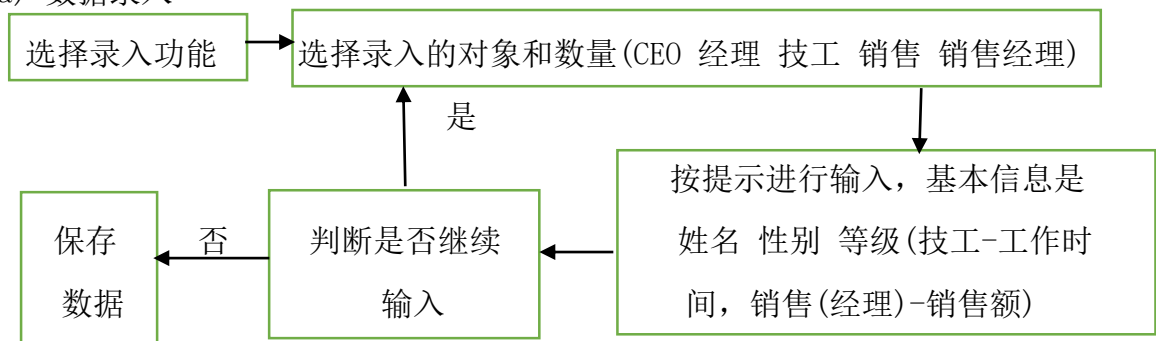 选择录入功能
选择录入的对象和数量(CEO 经理 技工 销售 销售经理)
是
按提示进行输入，基本信息是
姓名 性别 等级(技工-工作时
间，销售(经理)-销售额)
判断是否继续
输入
否
保存
数据